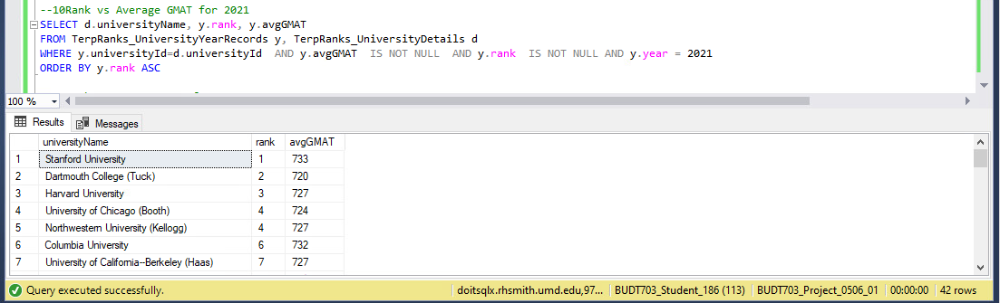 --10Rank vs Average GMAT for 2021
SELECT d.universityName, y.rank, y.avgGMAT
FROM TerpRanks_UniversityYearRecords y, TerpRanks_UniversityDetails d
WHERE y.universityId=d.universityId  AND y.avgGMAT  IS NOT NULL  AND y.rank  IS NOT NULL AND y.year = 2021
ORDER BY y.rank ASC
100 %
Results Messages
universityName rank avgGMAT
1 Stanford University 1 733
2 Dartmouth College (Tuck) 2 720
3 Harvard University 3 727
4 University of Chicago (Booth) 4 724
5 Northwestern University (Kellogg) 4 727
6 Columbia University 6 732
7 University of California--Berkeley (Haas) 7 727
Query executed successfully. doitsqlx.rhsmith.umd.edu,97... BUDT703_Student_186 (113) BUDT703_Project_0506_01 00:00:00 42 rows